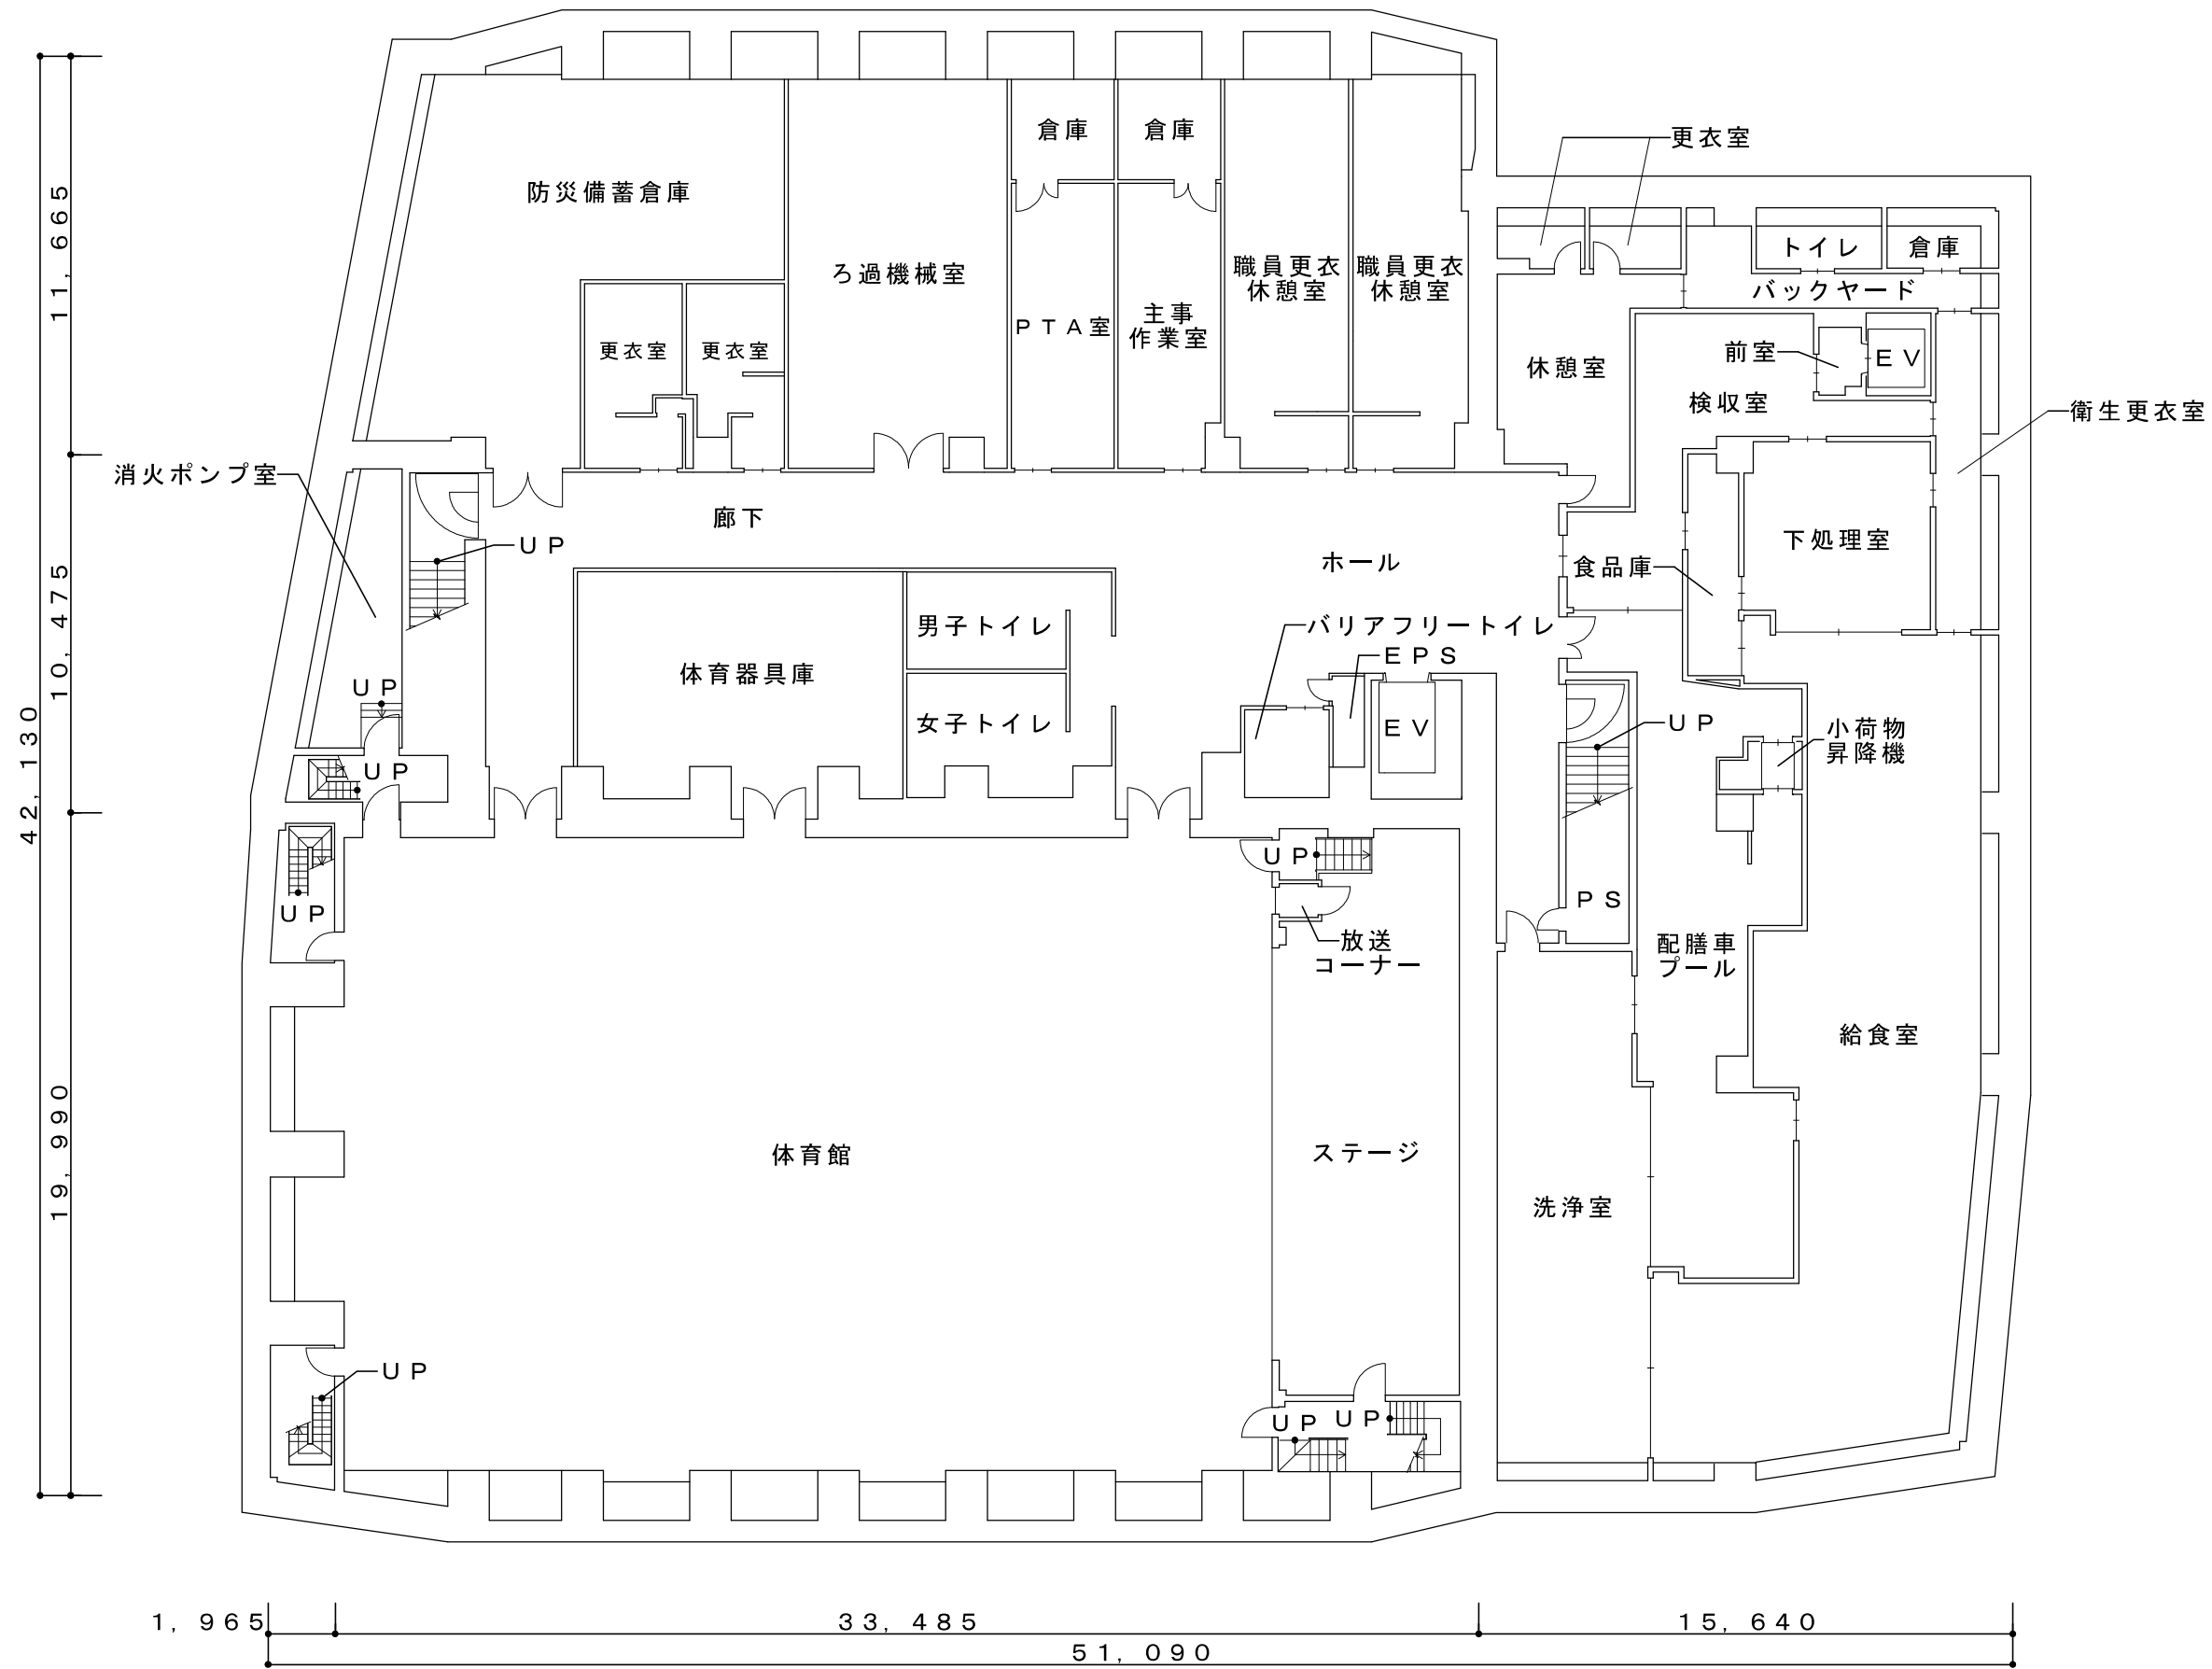 倉庫
倉庫
更衣室
防災備蓄倉庫
11,665
ろ過機械室
職員更衣
休憩室
職員更衣
休憩室
トイレ
倉庫
バックヤード
PTA室
主事
作業室
更衣室
更衣室
休憩室
前室
EV
検収室
衛生更衣室
消火ポンプ室
廊下
UP
ホール
食品庫
下処理室
10,475
男子トイレ
バリアフリートイレ
体育器具庫
EPS
UP
女子トイレ
EV
UP
小荷物
昇降機
42,130
UP
UP
UP
PS
放送
コーナー
配膳車
プール
給食室
体育館
ステージ
19,990
洗浄室
UP
UP
UP
1,965
33,485
15,640
51,090